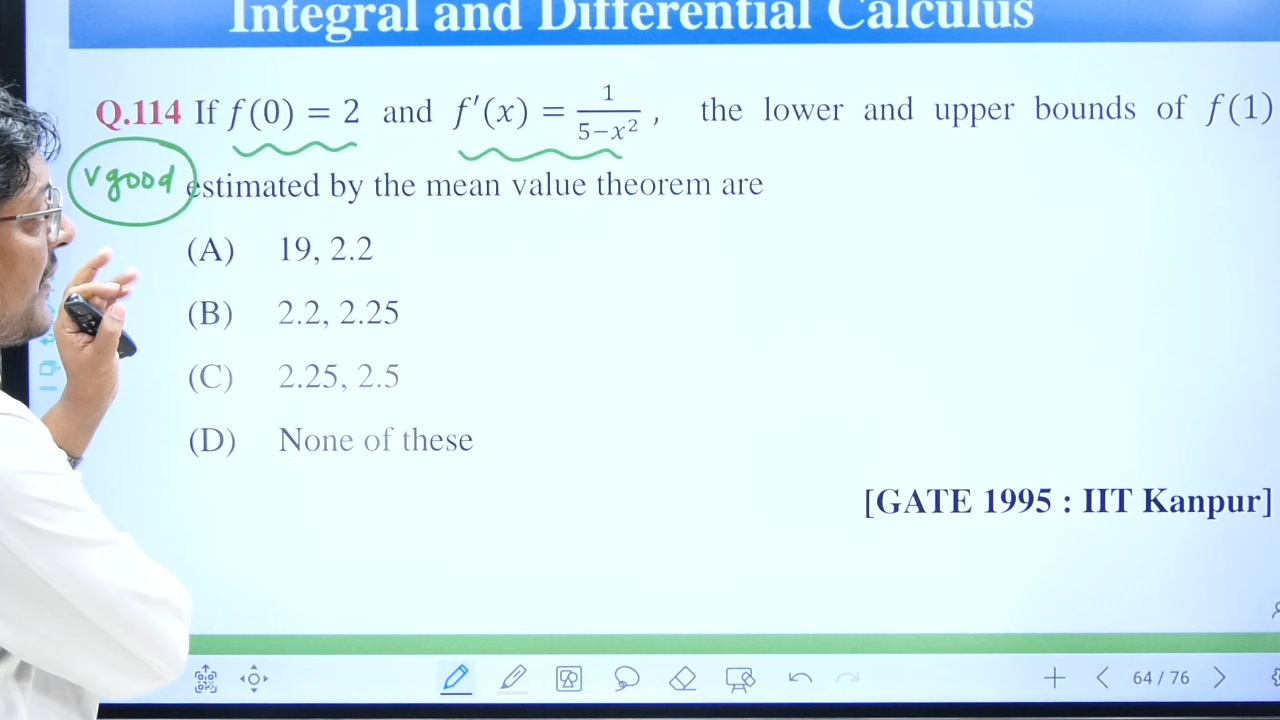 Integral and Differential Calculus
Q.114 If f(0) = 2 and f′(x) = 1/(5−x²), the lower and upper bounds of f(1)
v good estimated by the mean value theorem are
(A) 19, 2.2
(B) 2.2, 2.25
(C) 2.25, 2.5
(D) None of these
[GATE 1995 : IIT Kanpur]
64 / 76